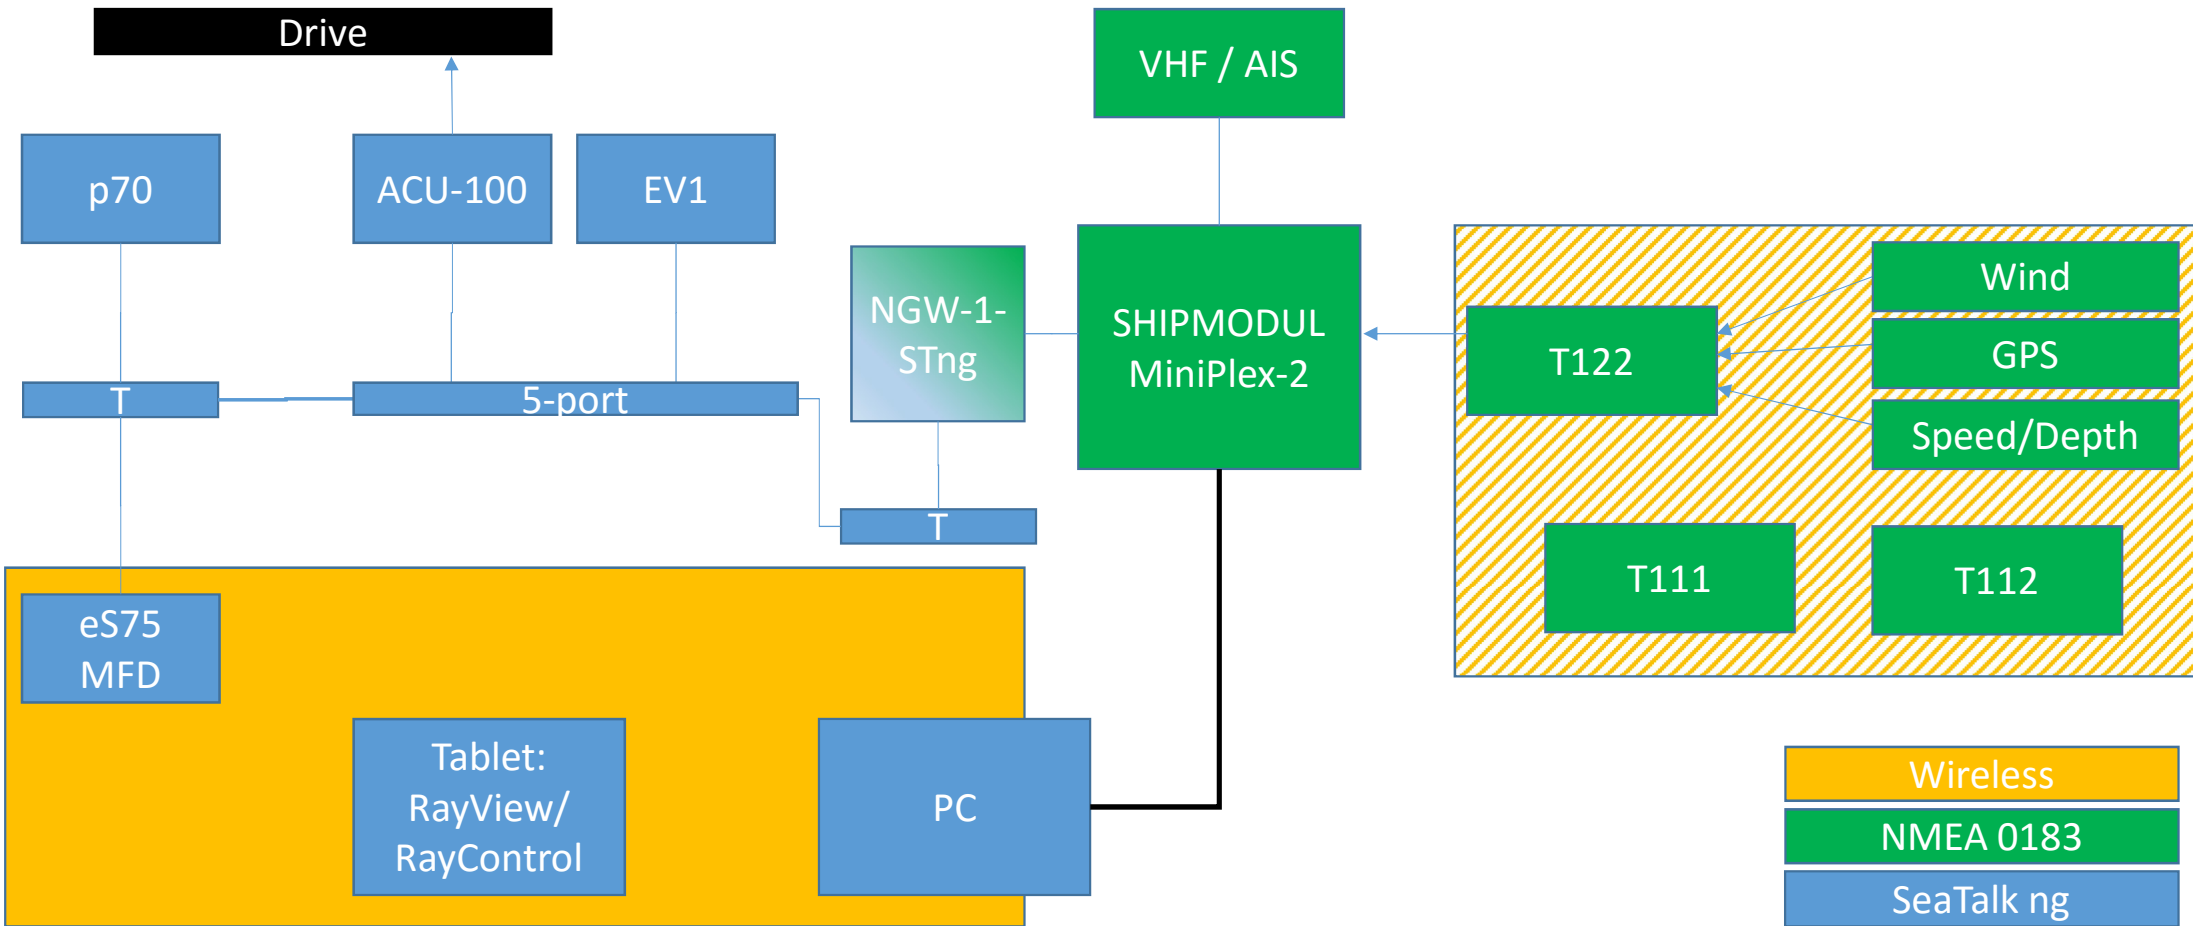 Drive
VHF / AIS
p70
ACU-100
EV1
NGW-1-
STng
SHIPMODUL
MiniPlex-2
T122
Wind
GPS
Speed/Depth
T
5-port
T
T111
T112
eS75
MFD
Tablet:
RayView/
RayControl
PC
Wireless
NMEA 0183
SeaTalk ng